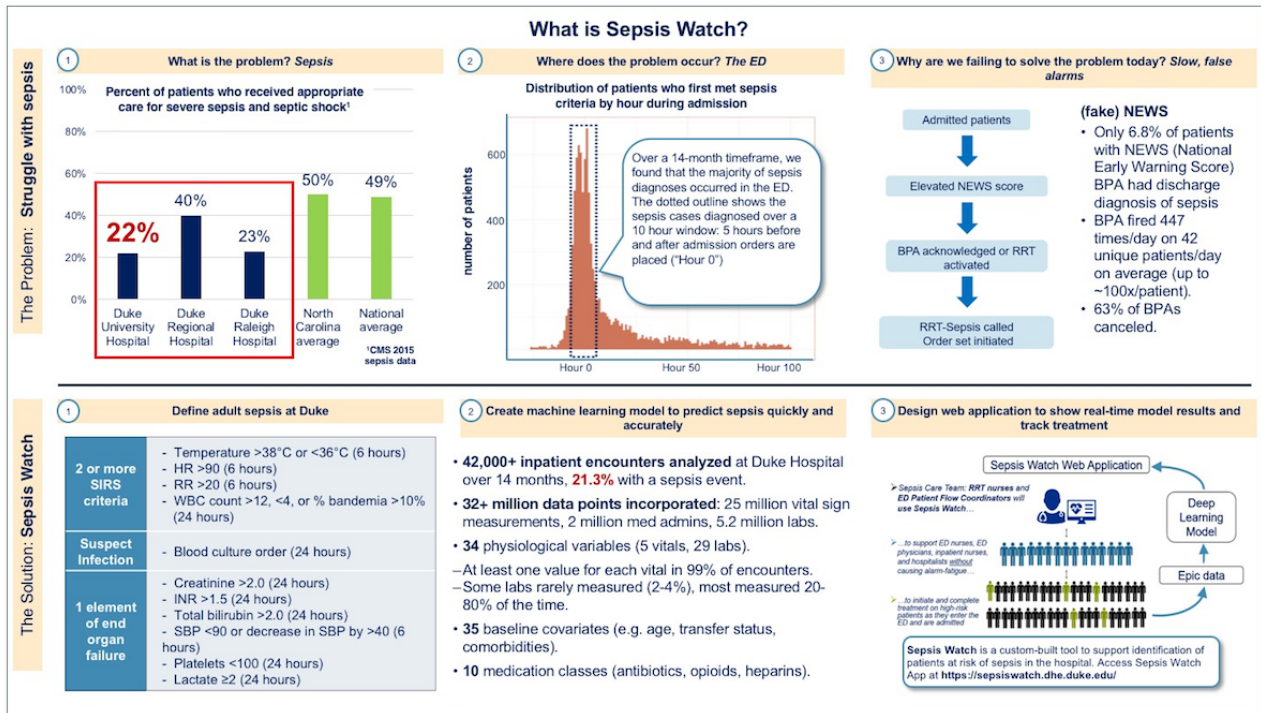 What is Sepsis Watch?
The Problem: Struggle with sepsis
1
What is the problem? Sepsis
Percent of patients who received appropriate
care for severe sepsis and septic shock¹
100%
80%
60%
40%
20%
0%
22%
40%
23%
50%
49%
Duke
University
Hospital
Duke
Regional
Hospital
Duke
Raleigh
Hospital
North
Carolina
average
National
average
¹CMS 2015
sepsis data
2
Where does the problem occur? The ED
Distribution of patients who first met sepsis
criteria by hour during admission
number of patients
600
400
200
Hour 0
Hour 50
Hour 100
Over a 14-month timeframe, we
found that the majority of sepsis
diagnoses occurred in the ED.
The dotted outline shows the
sepsis cases diagnosed over a
10 hour window: 5 hours before
and after admission orders are
placed ("Hour 0")
3
Why are we failing to solve the problem today? Slow, false
alarms
Admitted patients
Elevated NEWS score
BPA acknowledged or RRT
activated
RRT-Sepsis called
Order set initiated
(fake) NEWS
• Only 6.8% of patients
with NEWS (National
Early Warning Score)
BPA had discharge
diagnosis of sepsis
• BPA fired 447
times/day on 42
unique patients/day
on average (up to
~100x/patient).
• 63% of BPAs
canceled.
The Solution: Sepsis Watch
1
Define adult sepsis at Duke
2 or more
SIRS
criteria
- Temperature >38°C or <36°C (6 hours)
- HR >90 (6 hours)
- RR >20 (6 hours)
- WBC count >12, <4, or % bandemia >10%
(24 hours)
Suspect
Infection
- Blood culture order (24 hours)
1 element
of end
organ
failure
- Creatinine >2.0 (24 hours)
- INR >1.5 (24 hours)
- Total bilirubin >2.0 (24 hours)
- SBP <90 or decrease in SBP by >40 (6
hours)
- Platelets <100 (24 hours)
- Lactate ≥2 (24 hours)
2
Create machine learning model to predict sepsis quickly and
accurately
• 42,000+ inpatient encounters analyzed at Duke Hospital
over 14 months, 21.3% with a sepsis event.
• 32+ million data points incorporated: 25 million vital sign
measurements, 2 million med admins, 5.2 million labs.
• 34 physiological variables (5 vitals, 29 labs).
–At least one value for each vital in 99% of encounters.
–Some labs rarely measured (2-4%), most measured 20-
80% of the time.
• 35 baseline covariates (e.g. age, transfer status,
comorbidities).
• 10 medication classes (antibiotics, opioids, heparins).
3
Design web application to show real-time model results and
track treatment
Sepsis Watch Web Application
Sepsis Care Team: RRT nurses and
ED Patient Flow Coordinators will
use Sepsis Watch…
…to support ED nurses, ED
physicians, inpatient nurses,
and hospitalists without
causing alarm-fatigue…
…to initiate and complete
treatment on high-risk
patients as they enter the
ED and are admitted
Deep
Learning
Model
Epic data
Sepsis Watch is a custom-built tool to support identification of
patients at risk of sepsis in the hospital. Access Sepsis Watch
App at https://sepsiswatch.dhe.duke.edu/